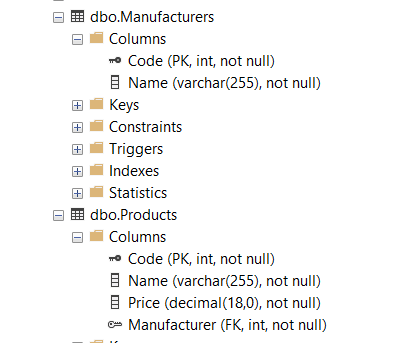 dbo.Manufacturers
Columns
Code (PK, int, not null)
Name (varchar(255), not null)
Keys
Constraints
Triggers
Indexes
Statistics
dbo.Products
Columns
Code (PK, int, not null)
Name (varchar(255), not null)
Price (decimal(18,0), not null)
Manufacturer (FK, int, not null)